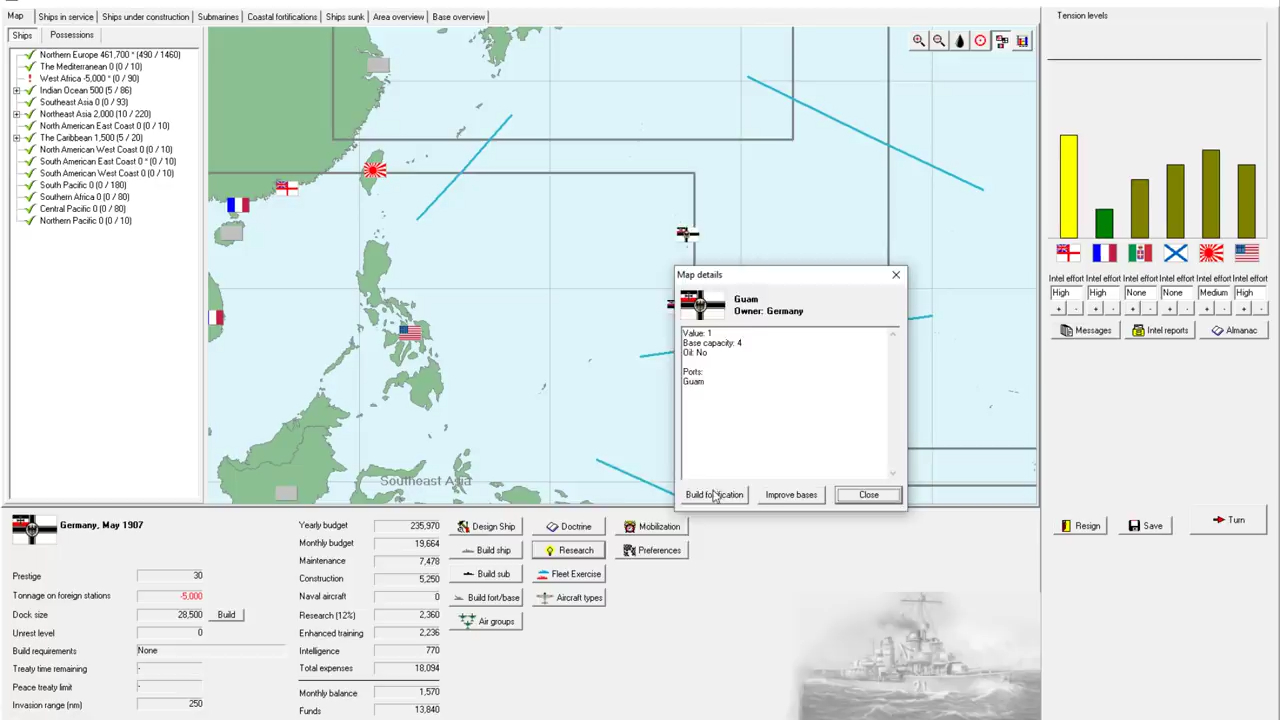 Map
Ships in service
Ships under construction
Submarines
Coastal fortifications
Ships sunk
Area overview
Base overview
Ships
Possessions
Northern Europe 461,700 * (490 / 1460)
The Mediterranean 0 (0 / 10)
West Africa -5,000 * (0 / 90)
Indian Ocean 500 (5 / 86)
Southeast Asia 0 (0 / 93)
Northeast Asia 2,000 (10 / 220)
North American East Coast 0 (0 / 10)
The Caribbean 1,500 (5 / 20)
North American West Coast 0 (0 / 10)
South American East Coast 0 * (0 / 10)
South American West Coast 0 (0 / 10)
South Pacific 0 (0 / 180)
Southern Africa 0 (0 / 80)
Central Pacific 0 (0 / 80)
Northern Pacific 0 (0 / 10)
Southeast Asia
Map details
Guam
Owner: Germany
Value: 1
Base capacity: 4
Oil: No
Ports:
Guam
Build fortification
Improve bases
Close
Tension levels
Intel effort Intel effort Intel effort Intel effort Intel effort Intel effort
High High None None Medium High
+ - + - + - + - + - + -
Messages
Intel reports
Almanac
Resign
Save
Turn
Germany, May 1907
Prestige 30
Tonnage on foreign stations -5,000
Dock size 28,500 Build
Unrest level 0
Build requirements None
Treaty time remaining -
Peace treaty limit -
Invasion range (nm) 250
Yearly budget 235,970
Monthly budget 19,664
Maintenance 7,478
Construction 5,250
Naval aircraft 0
Research (12%) 2,360
Enhanced training 2,236
Intelligence 770
Total expenses 18,094
Monthly balance 1,570
Funds 13,840
Design Ship
Doctrine
Mobilization
Build ship
Research
Preferences
Build sub
Fleet Exercise
Build fort/base
Aircraft types
Air groups